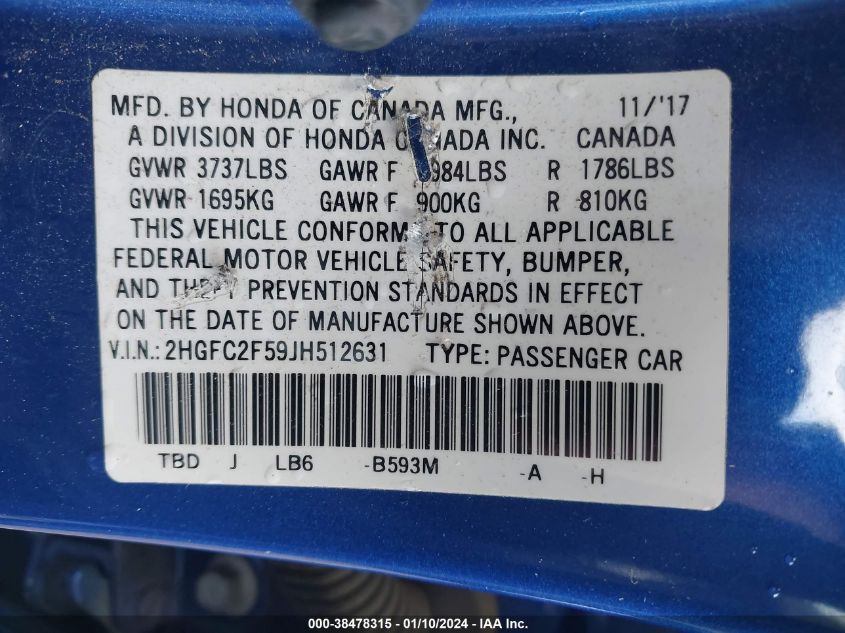 MFD. BY HONDA OF CANADA MFG., 11/'17
A DIVISION OF HONDA CANADA INC. CANADA
GVWR 3737LBS GAWR F 1984LBS R 1786LBS
GVWR 1695KG GAWR F 900KG R 810KG
THIS VEHICLE CONFORMS TO ALL APPLICABLE
FEDERAL MOTOR VEHICLE SAFETY, BUMPER,
AND THEFT PREVENTION STANDARDS IN EFFECT
ON THE DATE OF MANUFACTURE SHOWN ABOVE.
V.I.N.: 2HGFC2F59JH512631 TYPE: PASSENGER CAR
TBD J LB6 -B593M -A -H
000-38478315 - 01/10/2024 - IAA Inc.